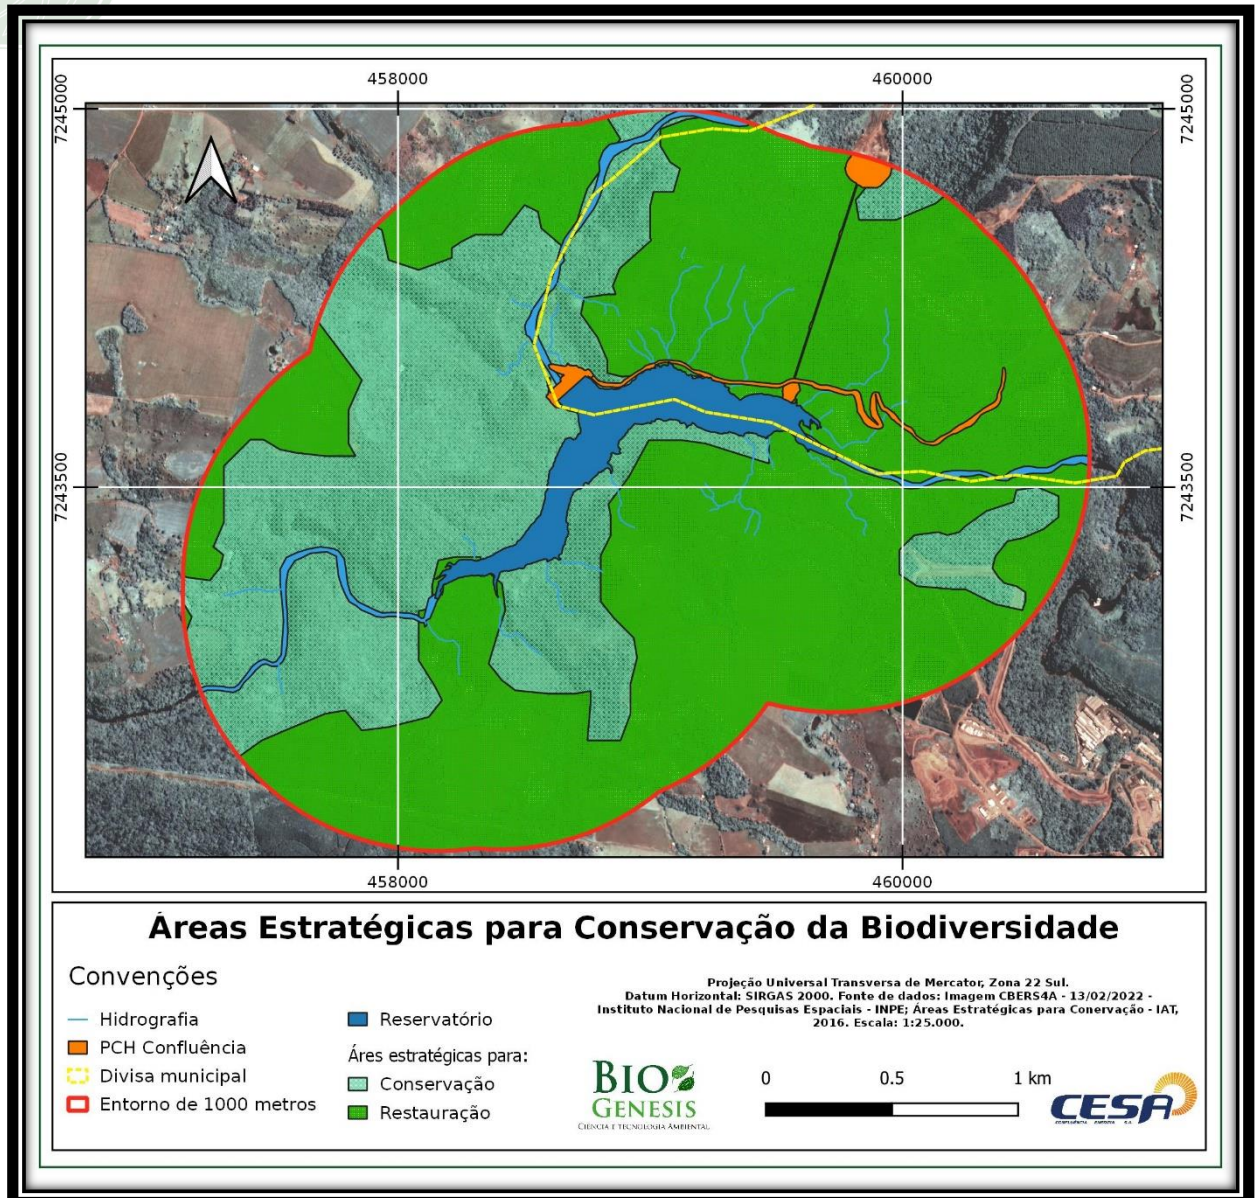 458000 460000
7245000 7245000
7243500 7243500
458000 460000
Áreas Estratégicas para Conservação da Biodiversidade
Convenções
Hidrografia
PCH Confluência
Divisa municipal
Entorno de 1000 metros
Reservatório
Áres estratégicas para:
Conservação
Restauração
Projeção Universal Transversa de Mercator, Zona 22 Sul.
Datum Horizontal: SIRGAS 2000. Fonte de dados: Imagem CBERS4A - 13/02/2022 -
Instituto Nacional de Pesquisas Espaciais - INPE; Áreas Estratégicas para Conervação - IAT,
2016. Escala: 1:25.000.
BIO
GENESIS
CIÊNCIA E TECNOLOGIA AMBIENTAL
0 0.5 1 km
CESA
CONFLUÊNCIA ENERGIA S.A.